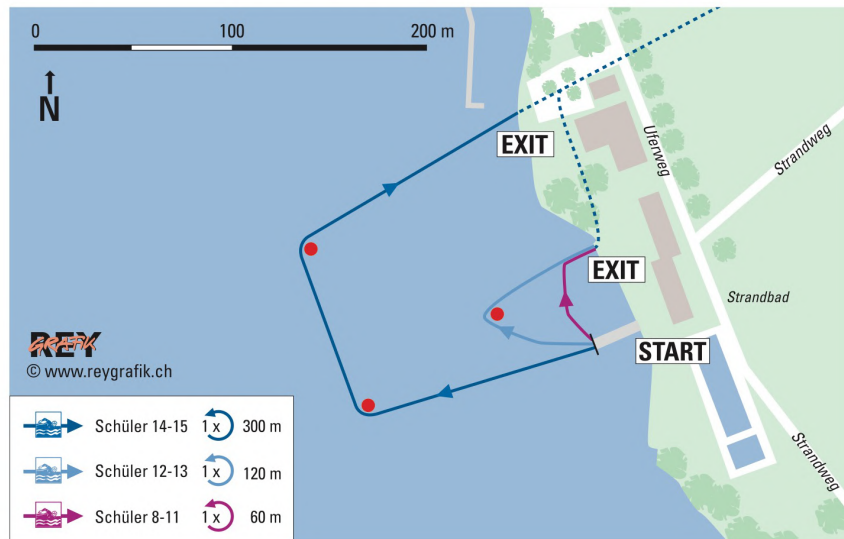 0 100 200 m
N
EXIT
Uferweg
Strandweg
EXIT
Strandbad
START
REY
GRAFIK
© www.reygrafik.ch
Strandweg
Schüler 14-15 1 x 300 m
Schüler 12-13 1 x 120 m
Schüler 8-11 1 x 60 m